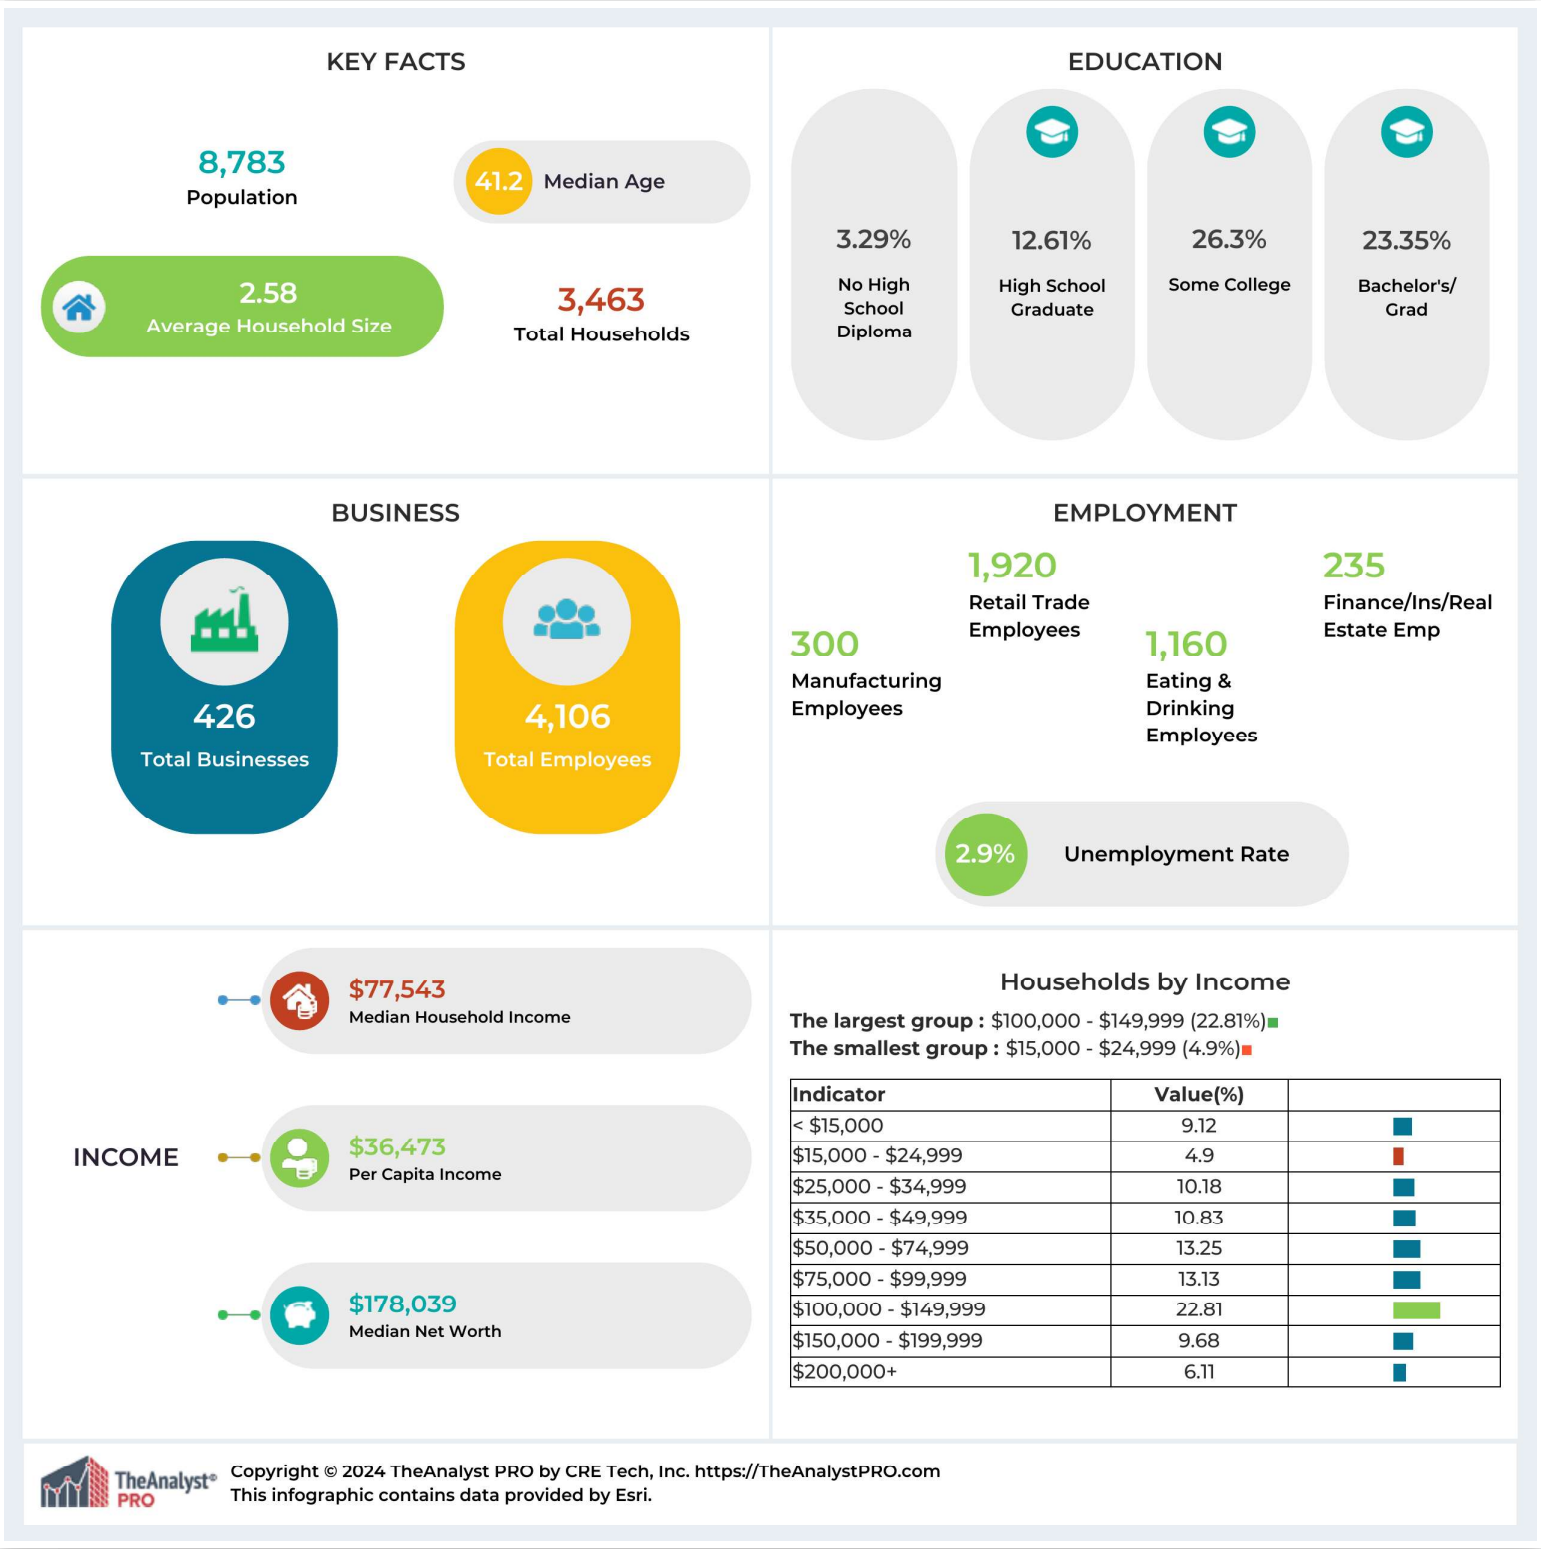 KEY FACTS
8,783
Population
41.2 Median Age
2.58
Average Household Size
3,463
Total Households
EDUCATION
3.29%
No High
School
Diploma
12.61%
High School
Graduate
26.3%
Some College
23.35%
Bachelor's/
Grad
BUSINESS
426
Total Businesses
4,106
Total Employees
EMPLOYMENT
300
Manufacturing
Employees
1,920
Retail Trade
Employees
1,160
Eating &
Drinking
Employees
235
Finance/Ins/Real
Estate Emp
2.9% Unemployment Rate
INCOME
$77,543
Median Household Income
$36,473
Per Capita Income
$178,039
Median Net Worth
Households by Income
The largest group : $100,000 - $149,999 (22.81%)
The smallest group : $15,000 - $24,999 (4.9%)
Indicator Value(%)
< $15,000 9.12
$15,000 - $24,999 4.9
$25,000 - $34,999 10.18
$35,000 - $49,999 10.83
$50,000 - $74,999 13.25
$75,000 - $99,999 13.13
$100,000 - $149,999 22.81
$150,000 - $199,999 9.68
$200,000+ 6.11
TheAnalyst®
PRO
Copyright © 2024 TheAnalyst PRO by CRE Tech, Inc. https://TheAnalystPRO.com
This infographic contains data provided by Esri.